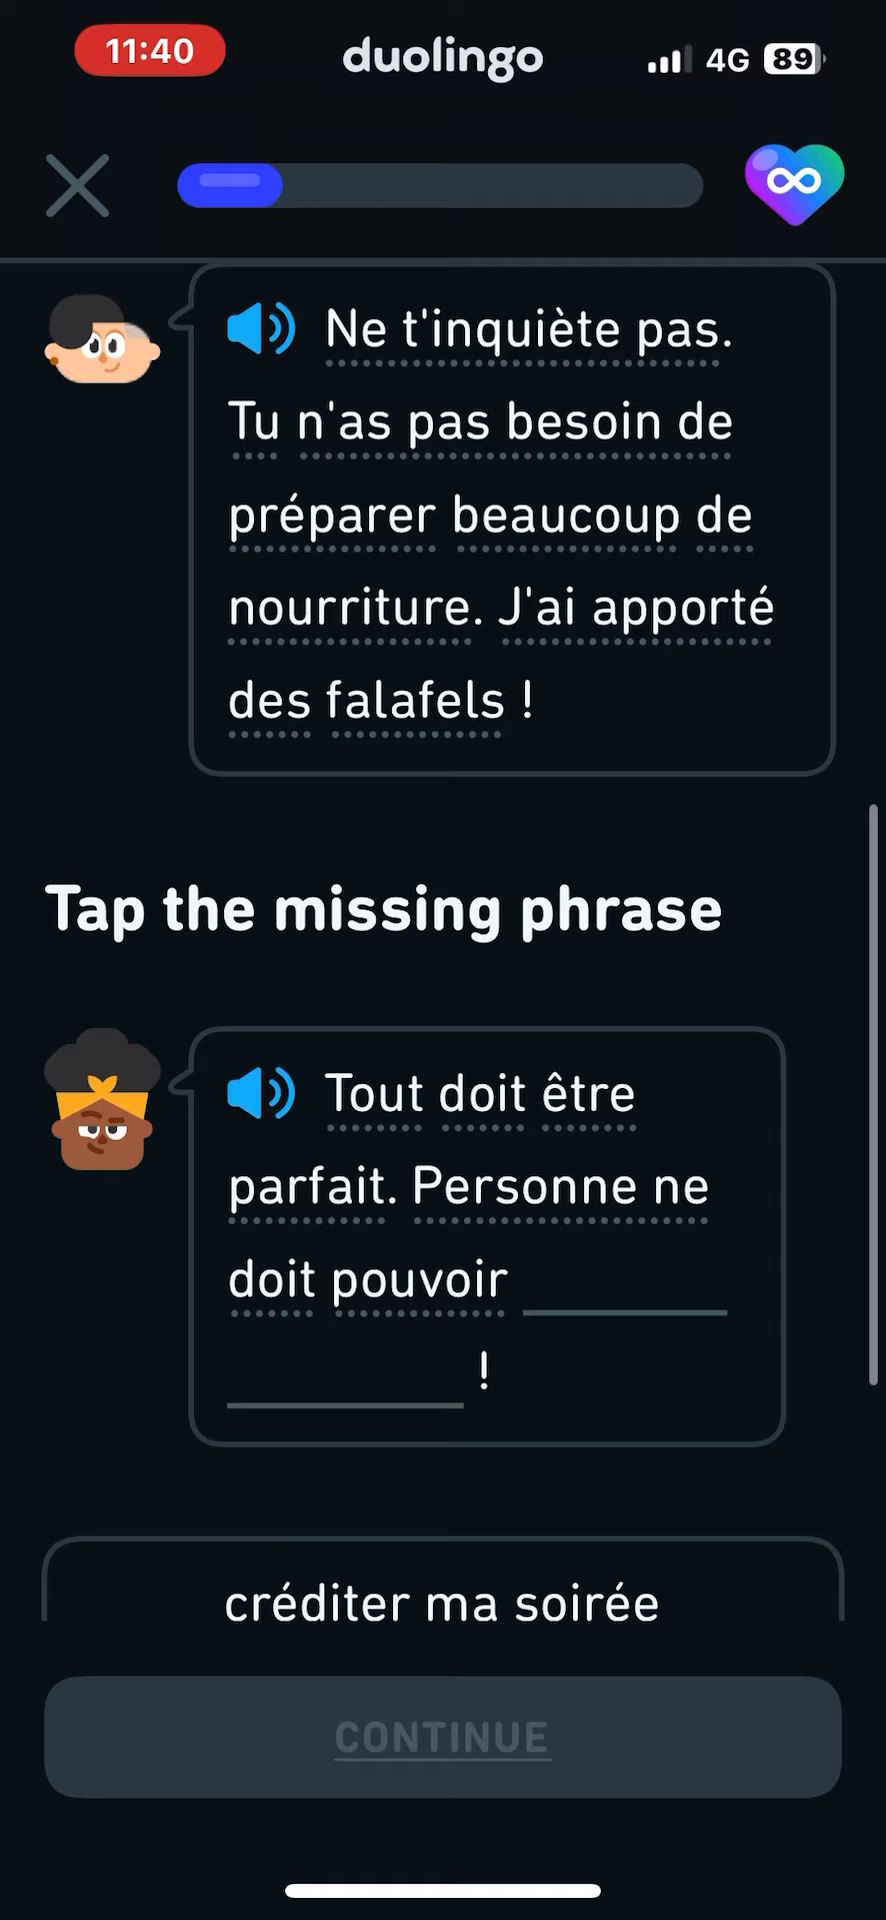 11:40 duolingo 4G 89
Ne t'inquiète pas.
Tu n'as pas besoin de
préparer beaucoup de
nourriture. J'ai apporté
des falafels !
Tap the missing phrase
Tout doit être
parfait. Personne ne
doit pouvoir
!
créditer ma soirée
CONTINUE